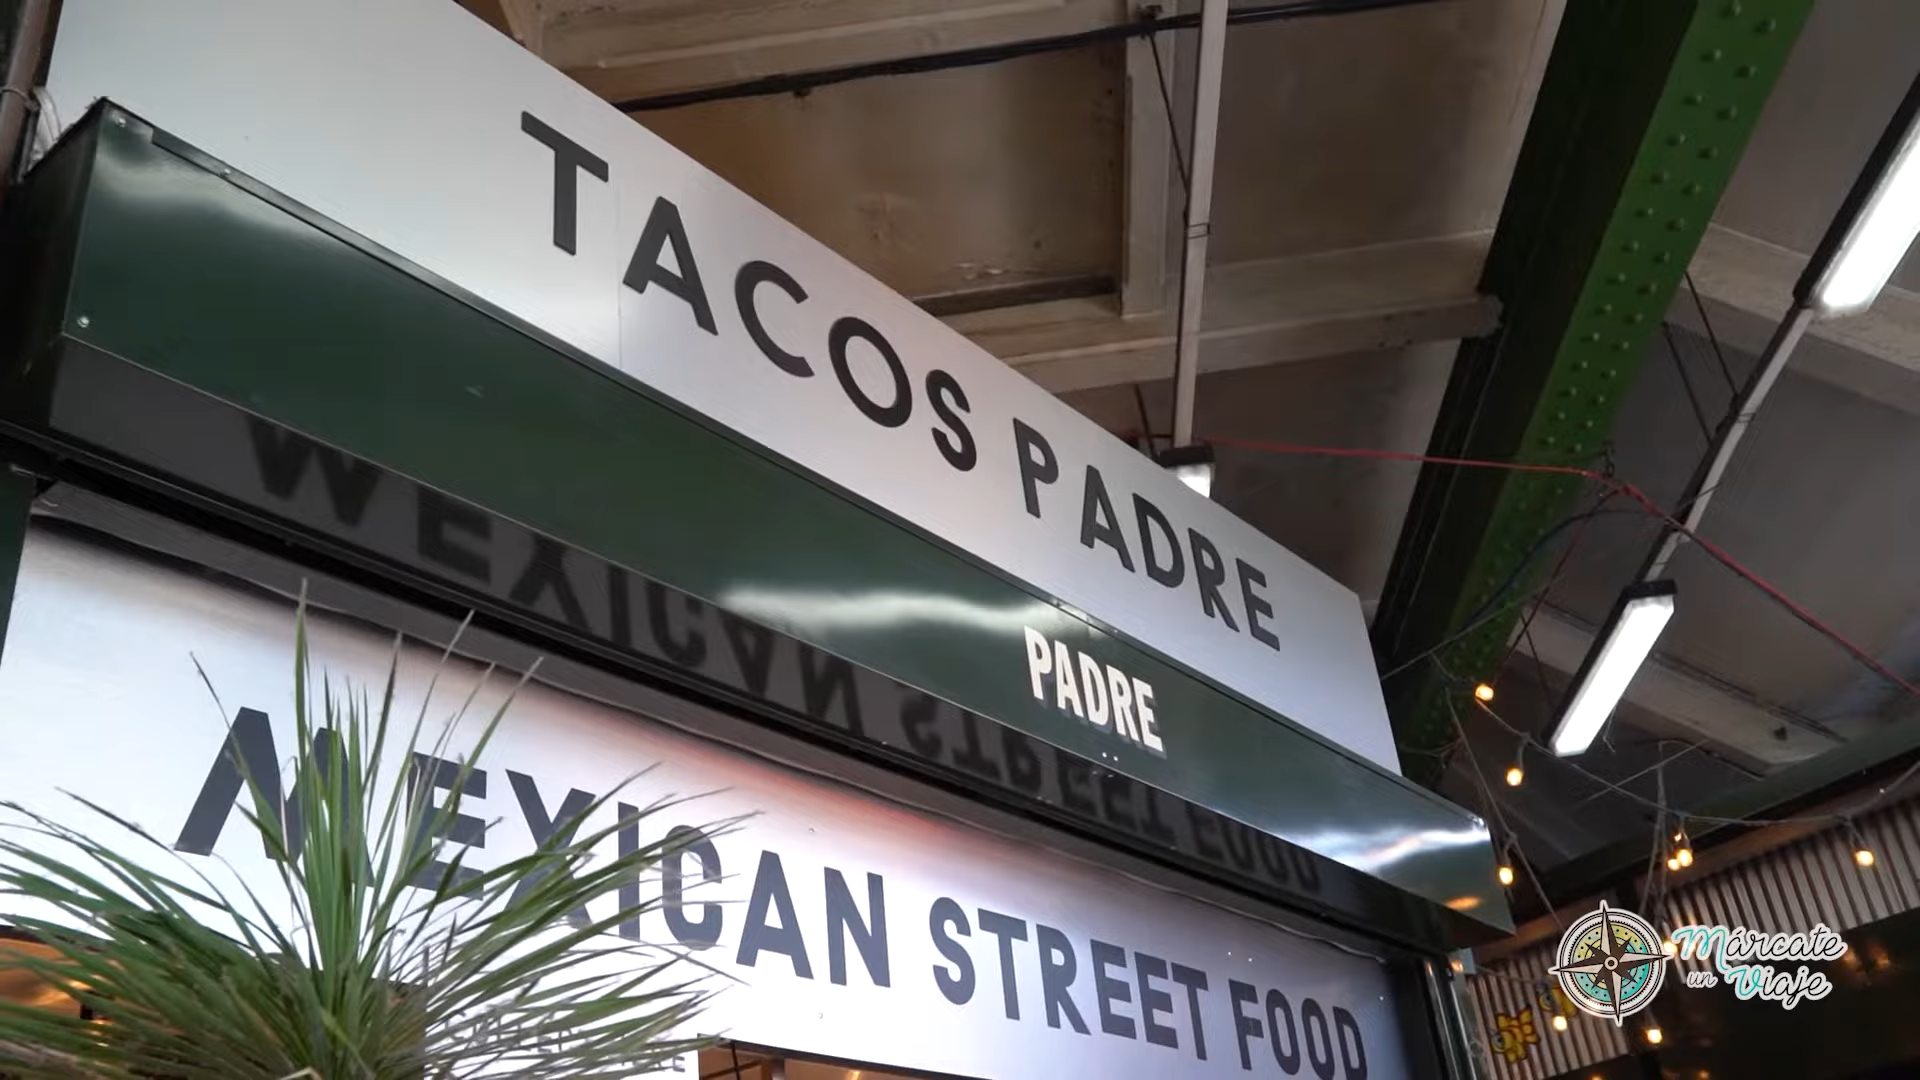 TACOS PADRE
PADRE
MEXICAN STREET FOOD
Márcate
un Viaje